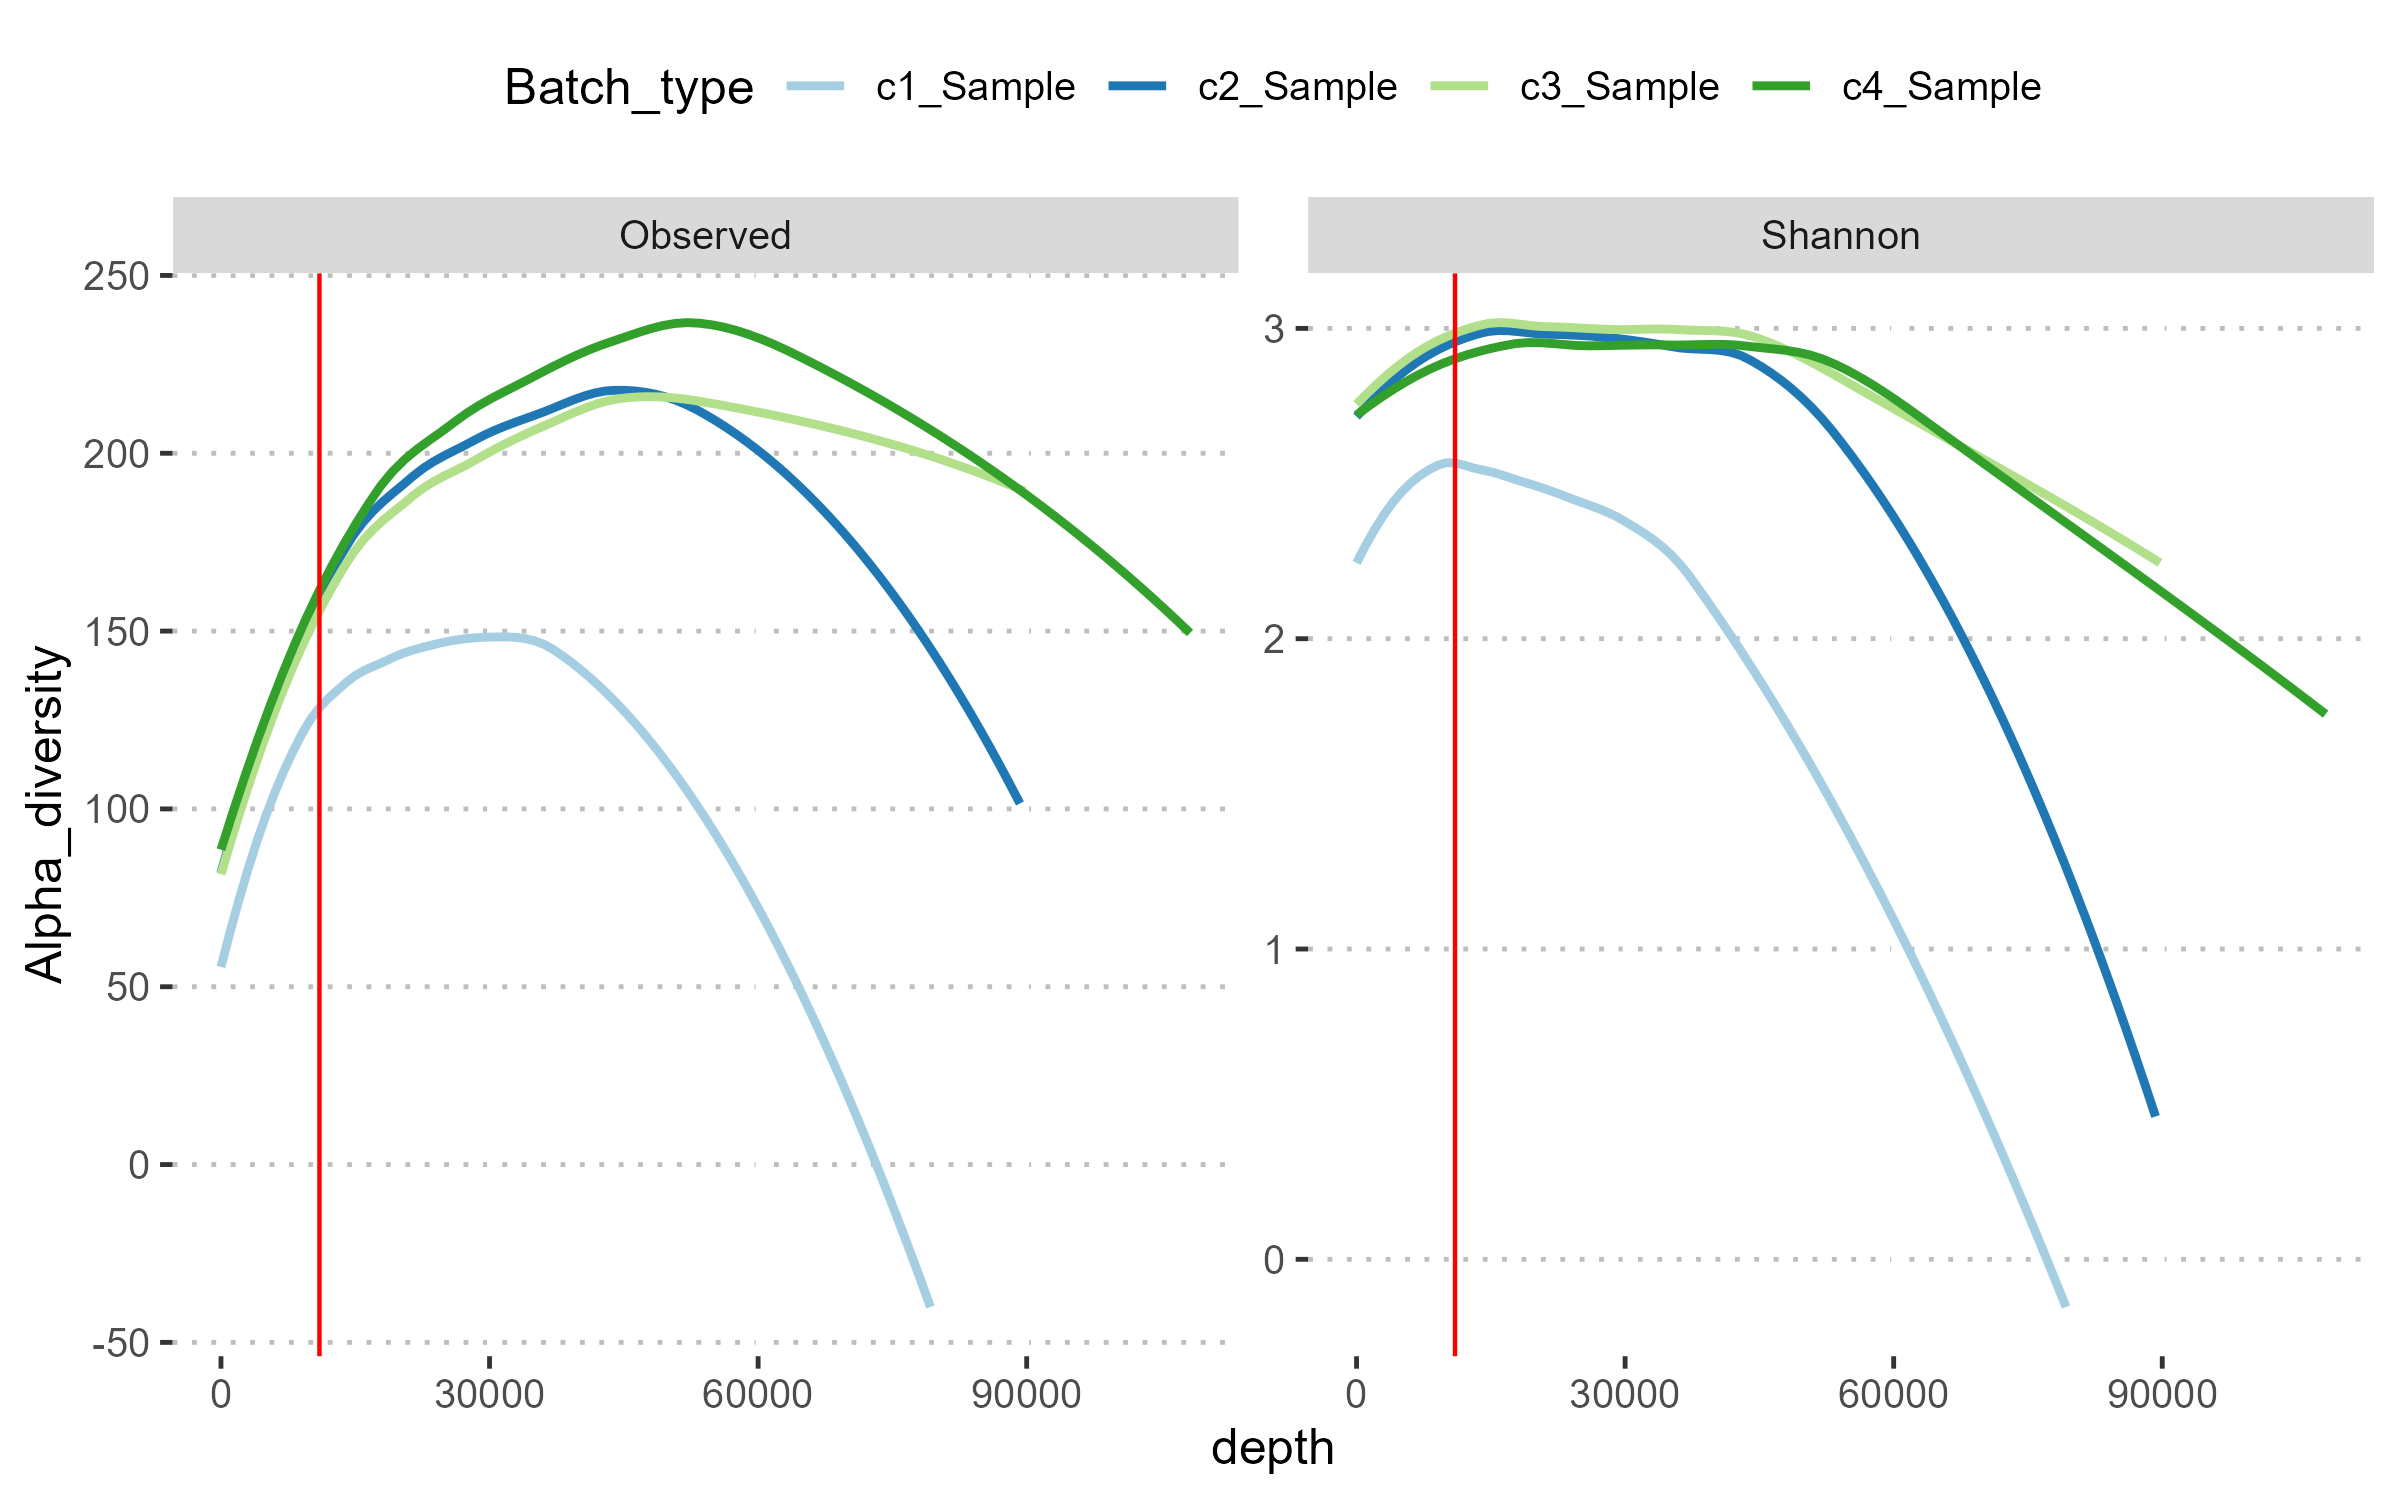 Batch_type c1_Sample c2_Sample c3_Sample c4_Sample
Observed Shannon
Alpha_diversity
250
200
150
100
50
0
-50
3
2
1
0
0 30000 60000 90000
0 30000 60000 90000
depth